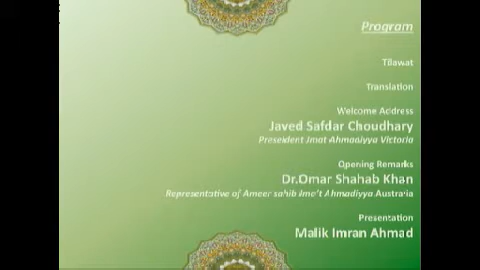 Program
Tilawat
Translation
Welcome Address
Javed Safdar Choudhary
Preseident Jmat Ahmadiyya Victoria
Opening Remarks
Dr.Omar Shahab Khan
Representative of Ameer sahib Jme't Ahmadiyya Australia
Presentation
Malik Imran Ahmad